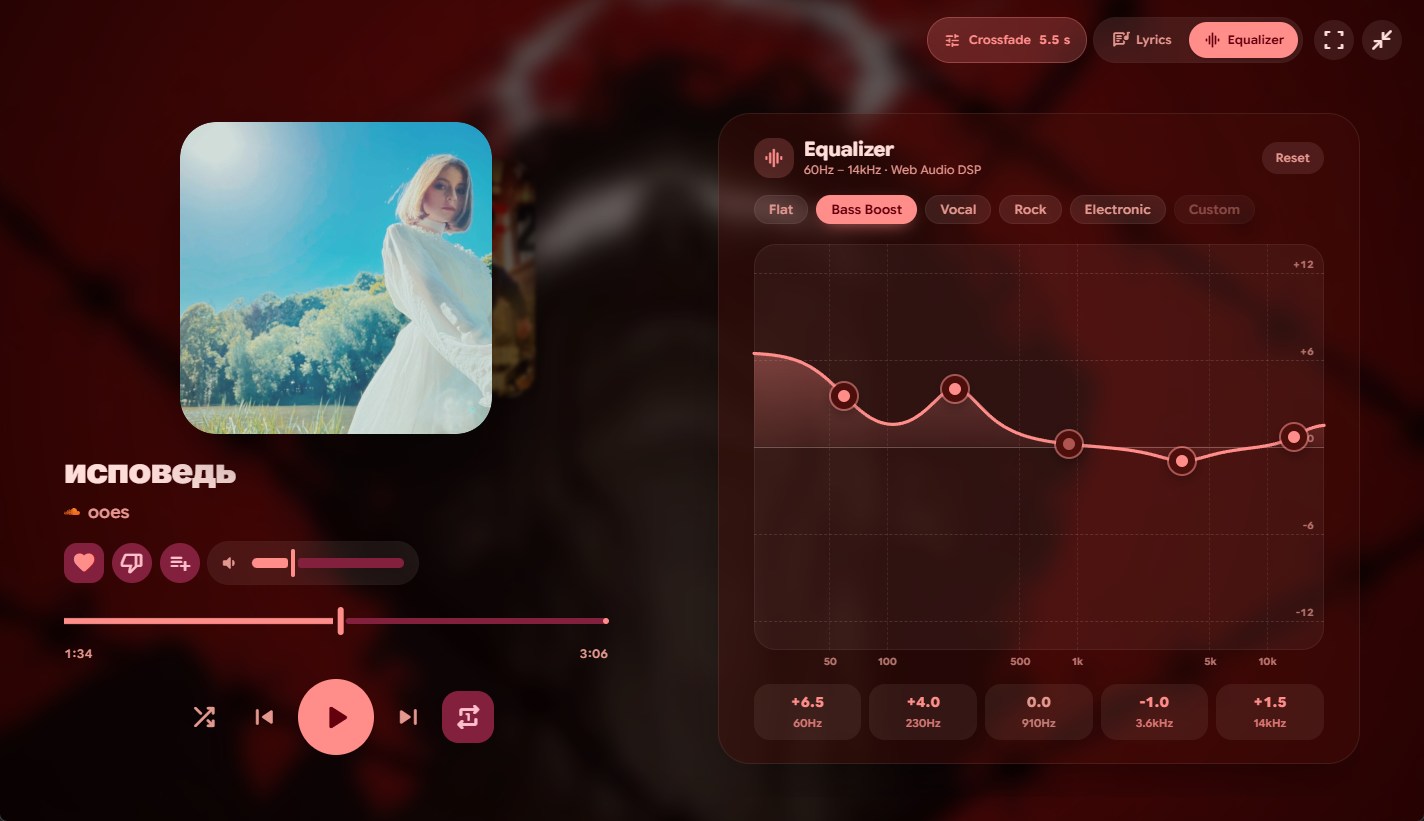 Crossfade 5.5 s
Lyrics
Equalizer
Equalizer
60Hz – 14kHz · Web Audio DSP
Reset
Flat
Bass Boost
Vocal
Rock
Electronic
Custom
+12
+6
0
-6
-12
50
100
500
1k
5k
10k
+6.5
60Hz
+4.0
230Hz
0.0
910Hz
-1.0
3.6kHz
+1.5
14kHz
исповедь
ooes
1:34
3:06
1